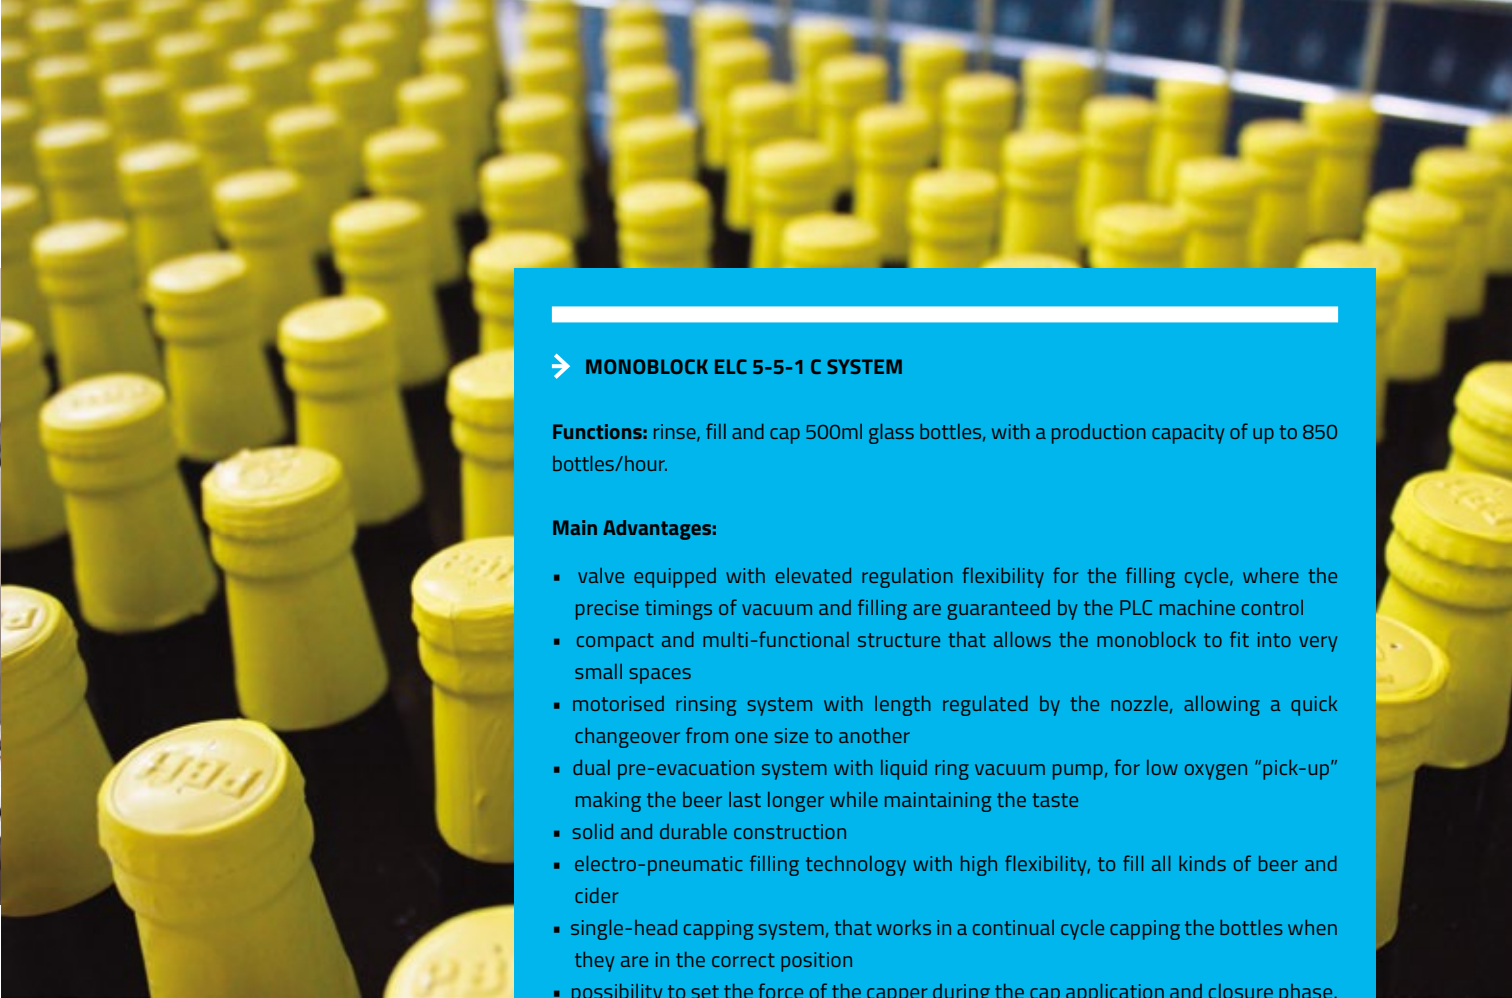 MONOBLOCK ELC 5-5-1 C SYSTEM
Functions: rinse, fill and cap 500ml glass bottles, with a production capacity of up to 850
bottles/hour.
Main Advantages:
▪ valve equipped with elevated regulation flexibility for the filling cycle, where the
precise timings of vacuum and filling are guaranteed by the PLC machine control
▪ compact and multi-functional structure that allows the monoblock to fit into very
small spaces
▪ motorised rinsing system with length regulated by the nozzle, allowing a quick
changeover from one size to another
▪ dual pre-evacuation system with liquid ring vacuum pump, for low oxygen “pick-up”
making the beer last longer while maintaining the taste
▪ solid and durable construction
▪ electro-pneumatic filling technology with high flexibility, to fill all kinds of beer and
cider
▪ single-head capping system, that works in a continual cycle capping the bottles when
they are in the correct position
▪ possibility to set the force of the capper during the cap application and closure phase,